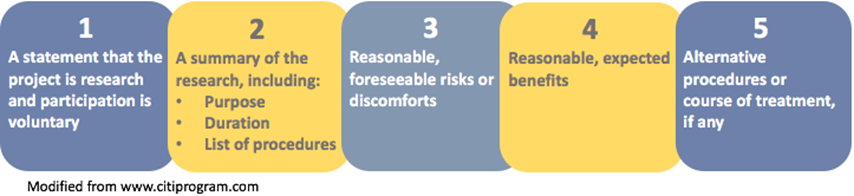 1
A statement that the
project is research
and participation is
voluntary
2
A summary of the
research, including:
• Purpose
• Duration
• List of procedures
3
Reasonable,
foreseeable risks or
discomforts
4
Reasonable, expected
benefits
5
Alternative
procedures or
course of treatment,
if any
Modified from www.citiprogram.com